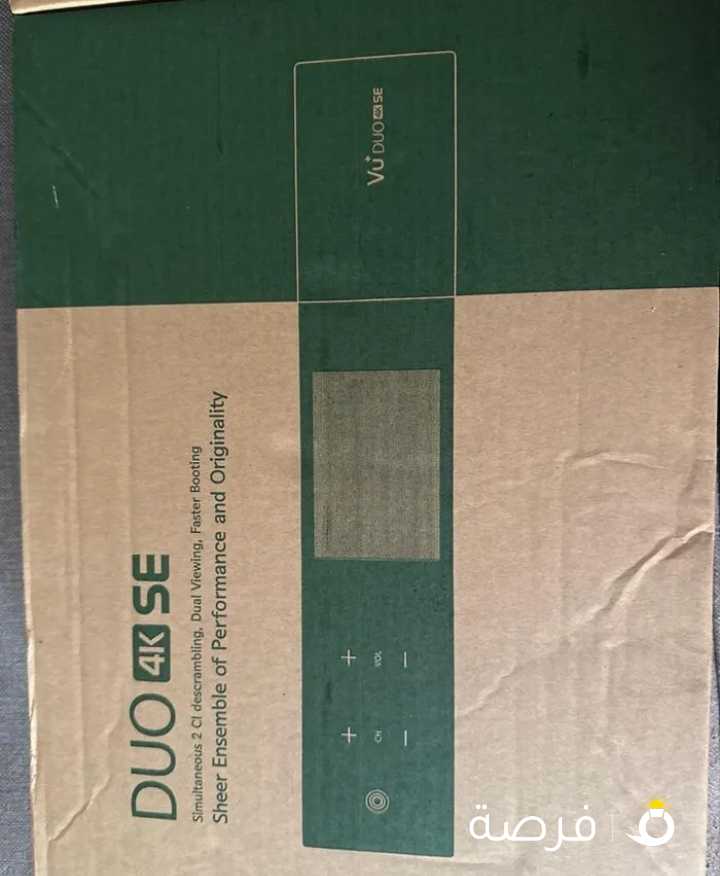 DUO 4K SE
Simultaneous 2 CI descrambling, Dual Viewing, Faster Booting
Sheer Ensemble of Performance and Originality
Vu+ DUO 4K SE
+ +
CH VOL
- -
فرصة